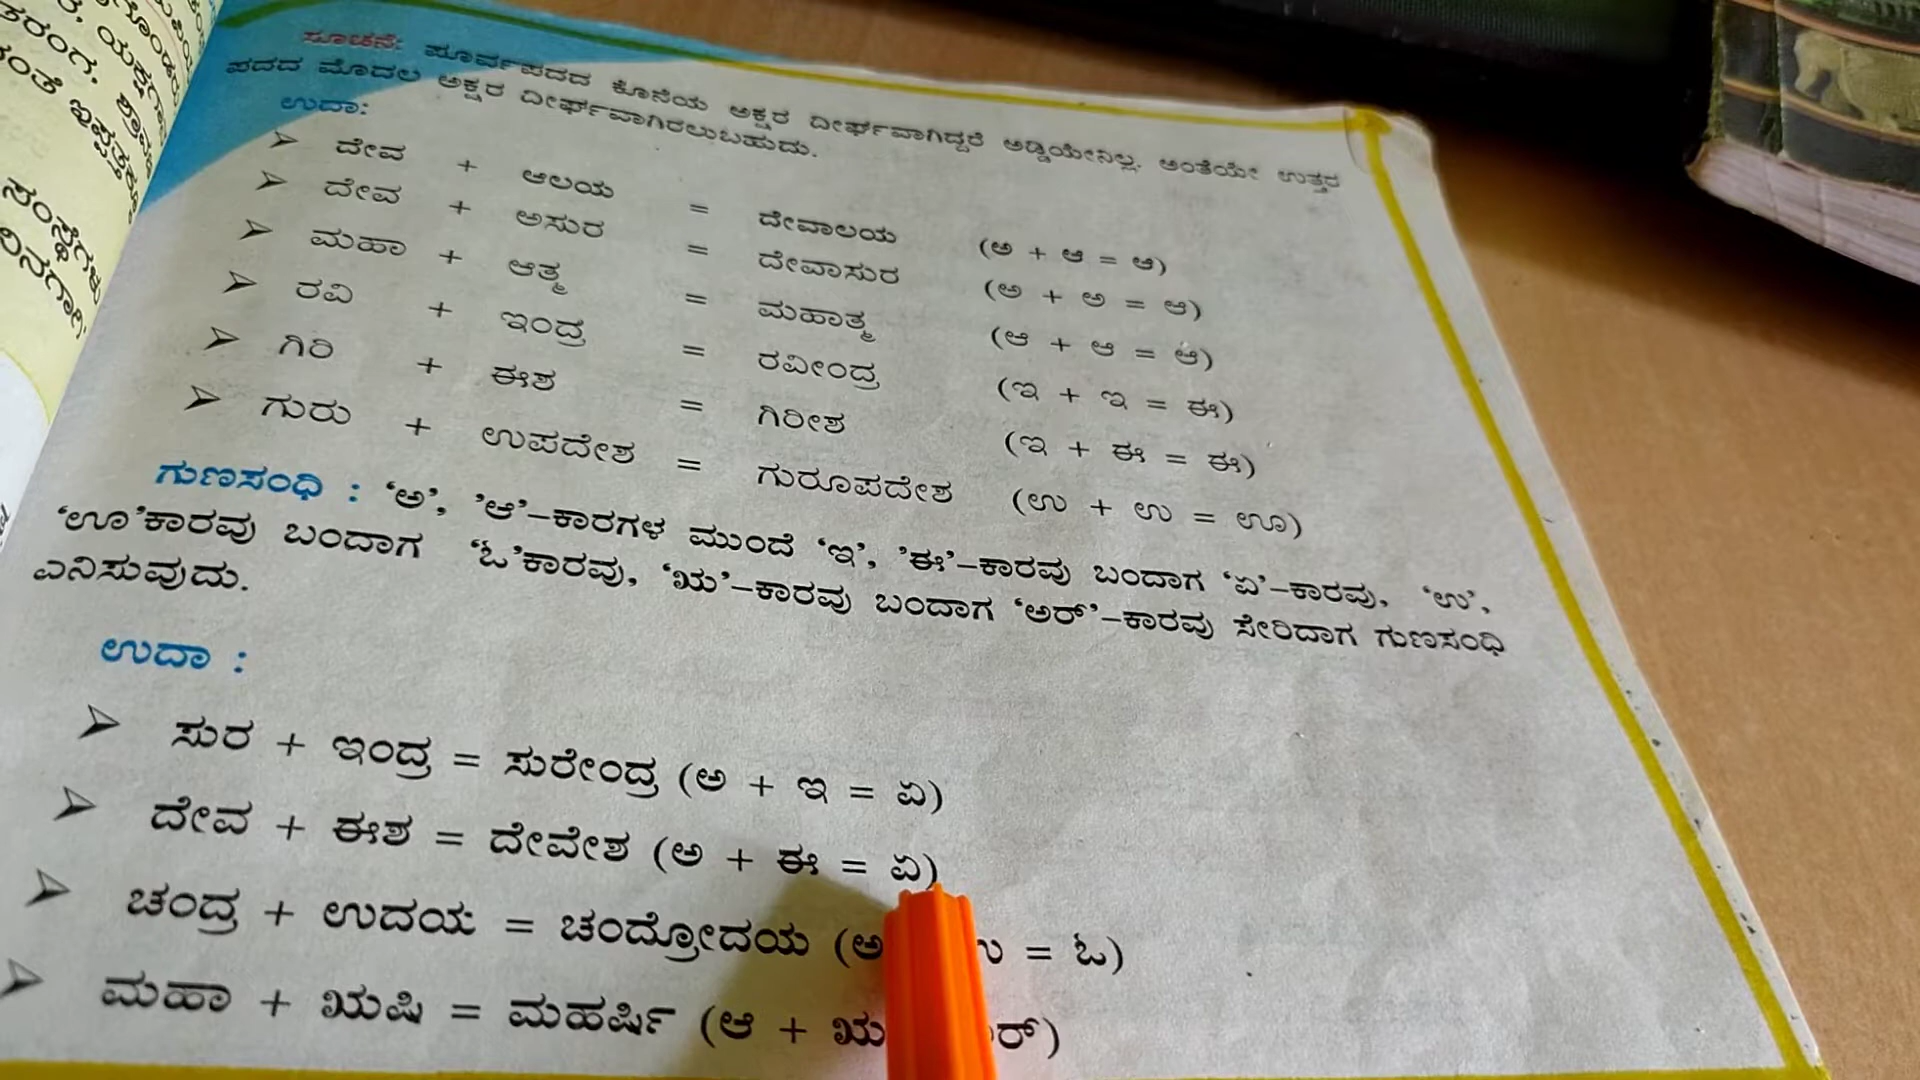 ಸೂಚನೆ: ಪೂರ್ವಪದದ ಕೊನೆಯ ಅಕ್ಷರ ದೀರ್ಘವಾಗಿದ್ದರೆ ಅಡ್ಡಿಯೇನಿಲ್ಲ. ಅಂತೆಯೇ ಉತ್ತರ
ಪದದ ಮೊದಲ ಅಕ್ಷರ ದೀರ್ಘವಾಗಿರಲುಬಹುದು.
ಉದಾ:
➢ ದೇವ + ಆಲಯ = ದೇವಾಲಯ (ಅ + ಆ = ಆ)
➢ ದೇವ + ಅಸುರ = ದೇವಾಸುರ (ಅ + ಅ = ಆ)
➢ ಮಹಾ + ಆತ್ಮ = ಮಹಾತ್ಮ (ಆ + ಆ = ಆ)
➢ ರವಿ + ಇಂದ್ರ = ರವೀಂದ್ರ (ಇ + ಇ = ಈ)
➢ ಗಿರಿ + ಈಶ = ಗಿರೀಶ (ಇ + ಈ = ಈ)
➢ ಗುರು + ಉಪದೇಶ = ಗುರೂಪದೇಶ (ಉ + ಉ = ಊ)
ಗುಣಸಂಧಿ : ‘ಅ’, ’ಆ’–ಕಾರಗಳ ಮುಂದೆ ‘ಇ’, ’ಈ’–ಕಾರವು ಬಂದಾಗ ‘ಏ’–ಕಾರವು, ‘ಉ’,
‘ಊ’ಕಾರವು ಬಂದಾಗ ‘ಓ’ಕಾರವು, ‘ಋ’–ಕಾರವು ಬಂದಾಗ ‘ಅರ್’–ಕಾರವು ಸೇರಿದಾಗ ಗುಣಸಂಧಿ
ಎನಿಸುವುದು.
ಉದಾ :
➢ ಸುರ + ಇಂದ್ರ = ಸುರೇಂದ್ರ (ಅ + ಇ = ಏ)
➢ ದೇವ + ಈಶ = ದೇವೇಶ (ಅ + ಈ = ಏ)
➢ ಚಂದ್ರ + ಉದಯ = ಚಂದ್ರೋದಯ (ಅ = ಓ)
➢ ಮಹಾ + ಋಷಿ = ಮಹರ್ಷಿ (ಆ + ಋ ರ್)